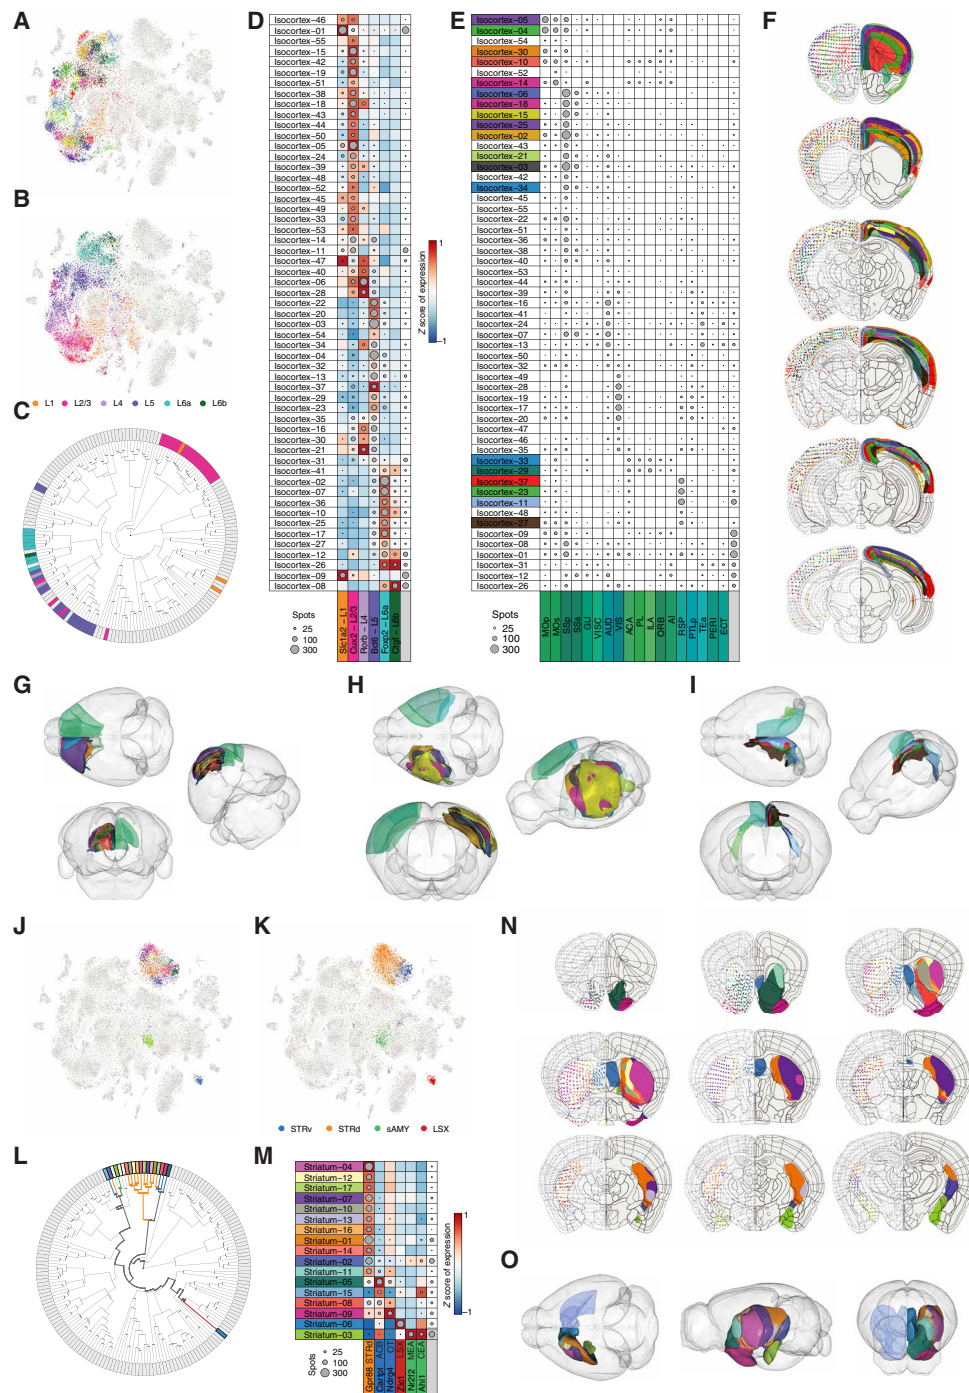 A
B
L1
L2/3
L4
L5
L6a
L6b
C
D
Isocortex−46
Isocortex−01
Isocortex−55
Isocortex−15
Isocortex−42
Isocortex−19
Isocortex−51
Isocortex−38
Isocortex−18
Isocortex−43
Isocortex−44
Isocortex−50
Isocortex−05
Isocortex−24
Isocortex−39
Isocortex−48
Isocortex−52
Isocortex−45
Isocortex−49
Isocortex−33
Isocortex−53
Isocortex−14
Isocortex−11
Isocortex−47
Isocortex−40
Isocortex−06
Isocortex−28
Isocortex−22
Isocortex−20
Isocortex−03
Isocortex−54
Isocortex−34
Isocortex−04
Isocortex−32
Isocortex−13
Isocortex−37
Isocortex−29
Isocortex−23
Isocortex−35
Isocortex−16
Isocortex−30
Isocortex−21
Isocortex−31
Isocortex−41
Isocortex−02
Isocortex−07
Isocortex−36
Isocortex−10
Isocortex−25
Isocortex−17
Isocortex−27
Isocortex−12
Isocortex−26
Isocortex−09
Isocortex−08
Spots
25
100
300
Slc1a2 − L1
Cux2 − L2/3
Rorb − L4
Bcl6 − L5
Foxp2 − L6a
Ctgf − L6b
1
Z score of expression
−1
E
Isocortex−05
Isocortex−04
Isocortex−54
Isocortex−30
Isocortex−10
Isocortex−52
Isocortex−14
Isocortex−06
Isocortex−18
Isocortex−15
Isocortex−25
Isocortex−02
Isocortex−43
Isocortex−21
Isocortex−03
Isocortex−42
Isocortex−34
Isocortex−45
Isocortex−55
Isocortex−22
Isocortex−51
Isocortex−36
Isocortex−38
Isocortex−40
Isocortex−53
Isocortex−44
Isocortex−39
Isocortex−16
Isocortex−41
Isocortex−24
Isocortex−07
Isocortex−13
Isocortex−50
Isocortex−32
Isocortex−49
Isocortex−28
Isocortex−19
Isocortex−17
Isocortex−20
Isocortex−47
Isocortex−46
Isocortex−35
Isocortex−33
Isocortex−29
Isocortex−37
Isocortex−23
Isocortex−11
Isocortex−48
Isocortex−27
Isocortex−09
Isocortex−08
Isocortex−01
Isocortex−31
Isocortex−12
Isocortex−26
Spots
25
100
300
MOp
MOs
SSp
SSs
GU
VISC
AUD
VIS
ACA
PL
ILA
ORB
AI
RSP
PTLp
TEa
PERI
ECT
F
G
H
I
J
K
STRv
STRd
sAMY
LSX
L
M
Striatum−04
Striatum−12
Striatum−17
Striatum−07
Striatum−10
Striatum−13
Striatum−16
Striatum−01
Striatum−14
Striatum−02
Striatum−11
Striatum−05
Striatum−15
Striatum−08
Striatum−09
Striatum−06
Striatum−03
Spots
25
100
300
Gpr88 STRd
Cartpt ACB
Ndrg4 OT
Zic1 LSX
Nr2f2 MEA
Ahi1 CEA
1
Z score of expression
−1
N
O